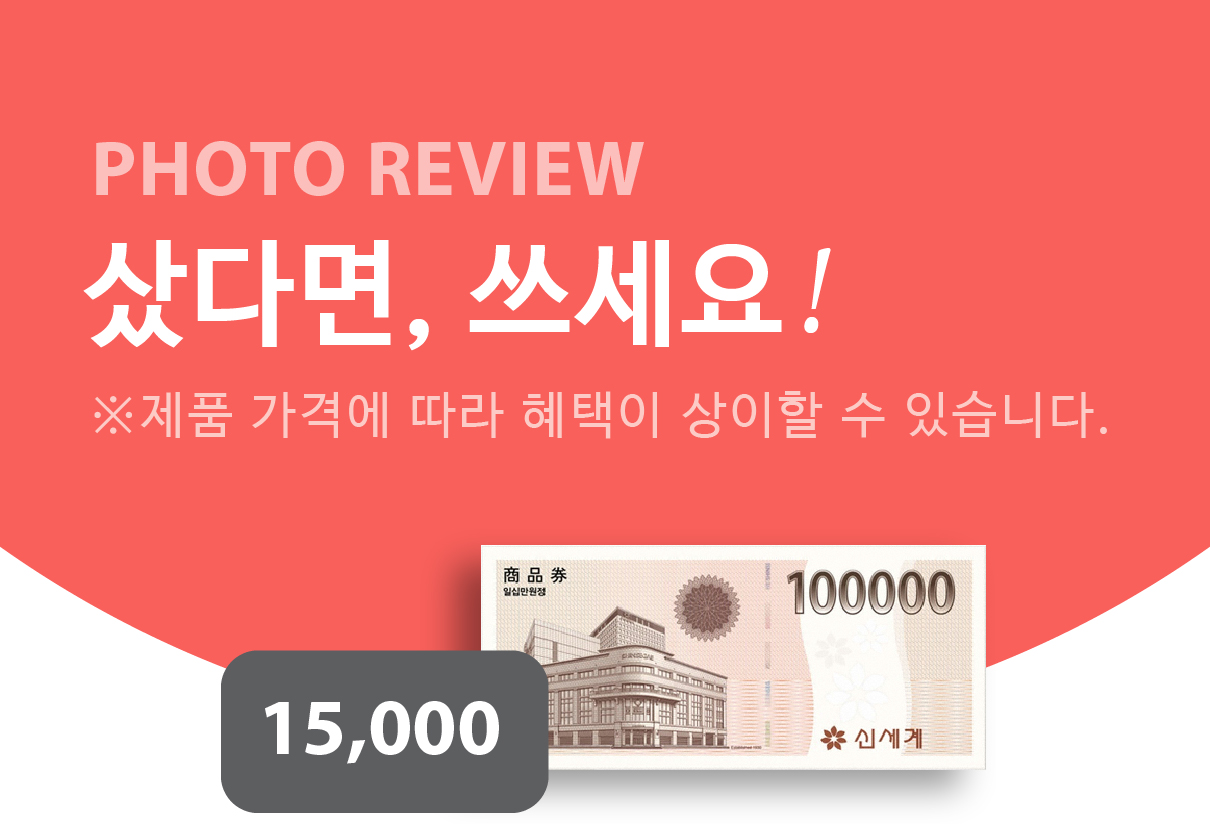 PHOTO REVIEW
샀다면, 쓰세요!
※제품 가격에 따라 혜택이 상이할 수 있습니다.
商品券
일십만원정
100000
신세계
15,000